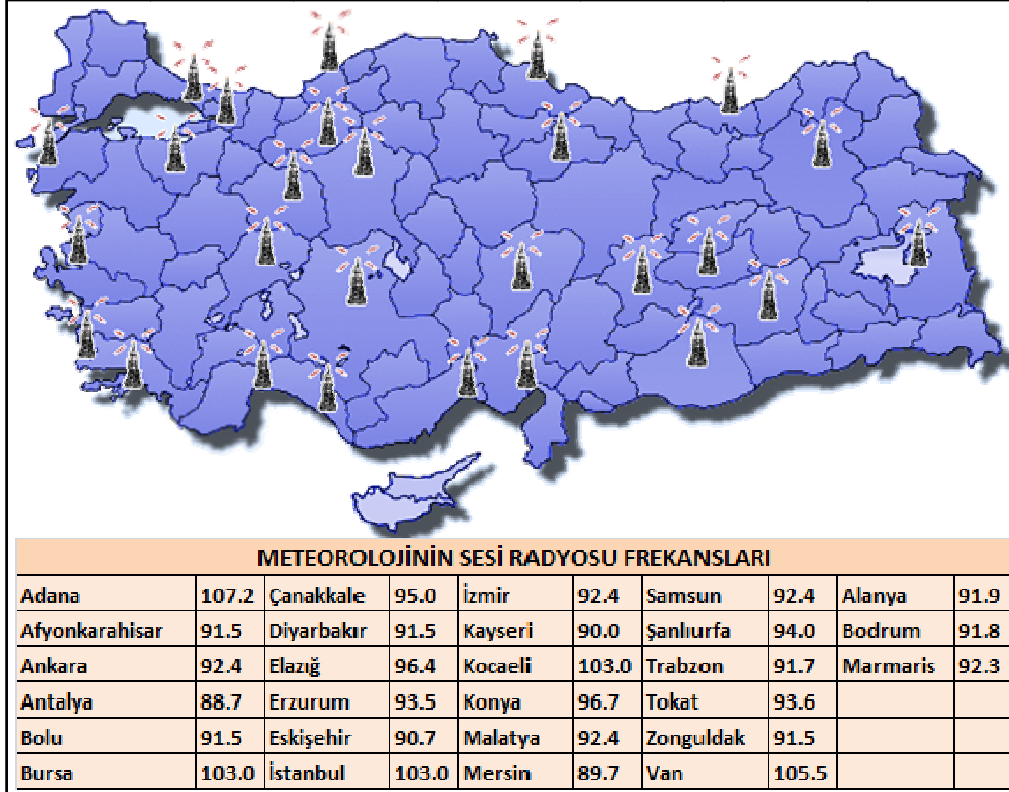 METEOROLOJİNİN SESİ RADYOSU FREKANSLARI
Adana 107.2 Çanakkale 95.0 İzmir 92.4 Samsun 92.4 Alanya 91.9
Afyonkarahisar 91.5 Diyarbakır 91.5 Kayseri 90.0 Şanlıurfa 94.0 Bodrum 91.8
Ankara 92.4 Elazığ 96.4 Kocaeli 103.0 Trabzon 91.7 Marmaris 92.3
Antalya 88.7 Erzurum 93.5 Konya 96.7 Tokat 93.6
Bolu 91.5 Eskişehir 90.7 Malatya 92.4 Zonguldak 91.5
Bursa 103.0 İstanbul 103.0 Mersin 89.7 Van 105.5